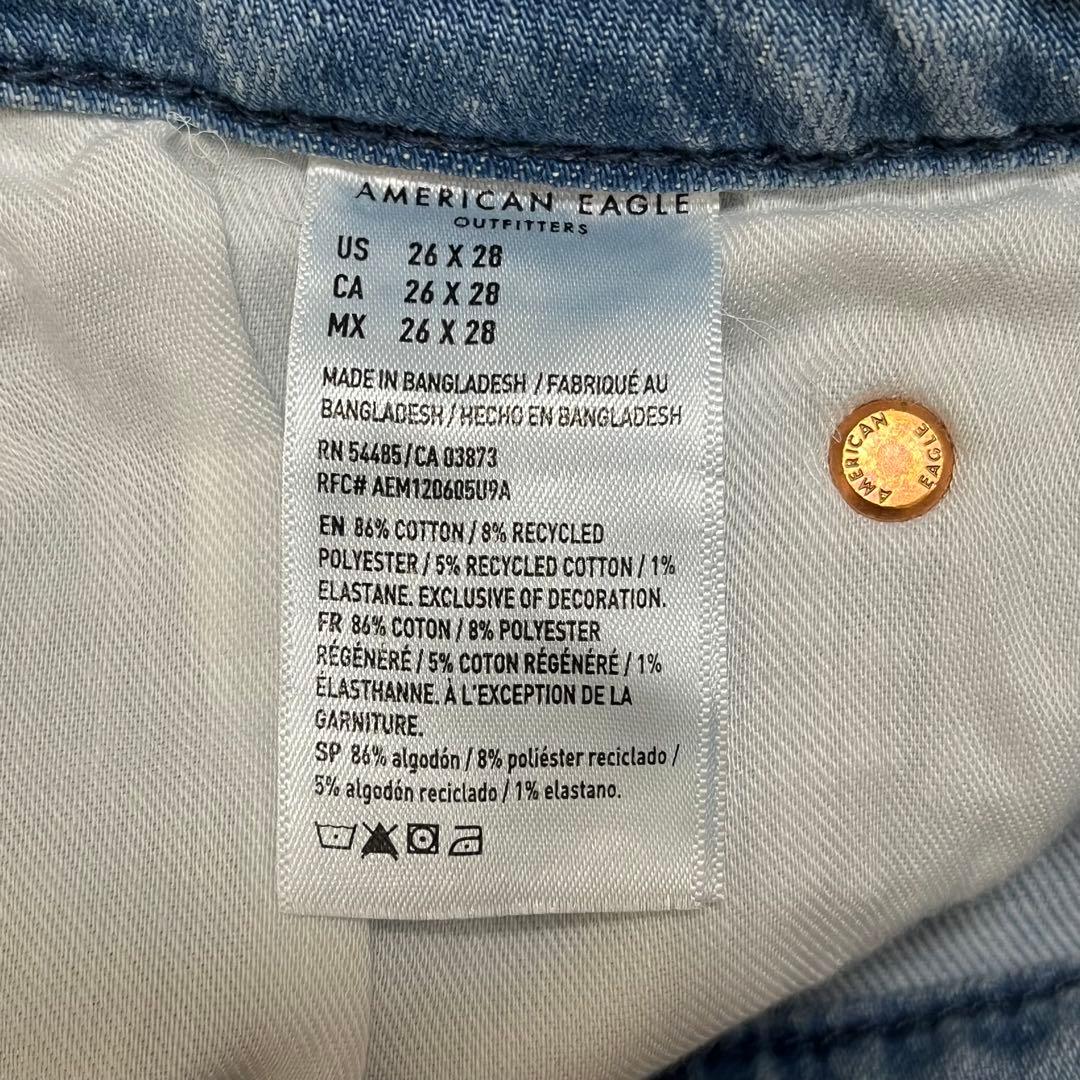 AMERICAN EAGLE
OUTFITTERS
US 26 X 28
CA 26 X 28
MX 26 X 28
MADE IN BANGLADESH / FABRIQUÉ AU
BANGLADESH / HECHO EN BANGLADESH
RN 54485/CA 03873
RFC# AEM120605U9A
EN 86% COTTON / 8% RECYCLED
POLYESTER / 5% RECYCLED COTTON / 1%
ELASTANE. EXCLUSIVE OF DECORATION.
FR 86% COTON / 8% POLYESTER
RÉGÉNÉRÉ / 5% COTON RÉGÉNÉRÉ / 1%
ÉLASTHANNE. À L'EXCEPTION DE LA
GARNITURE.
SP 86% algodón / 8% poliéster reciclado /
5% algodón reciclado / 1% elastano.
AMERICAN EAGLE